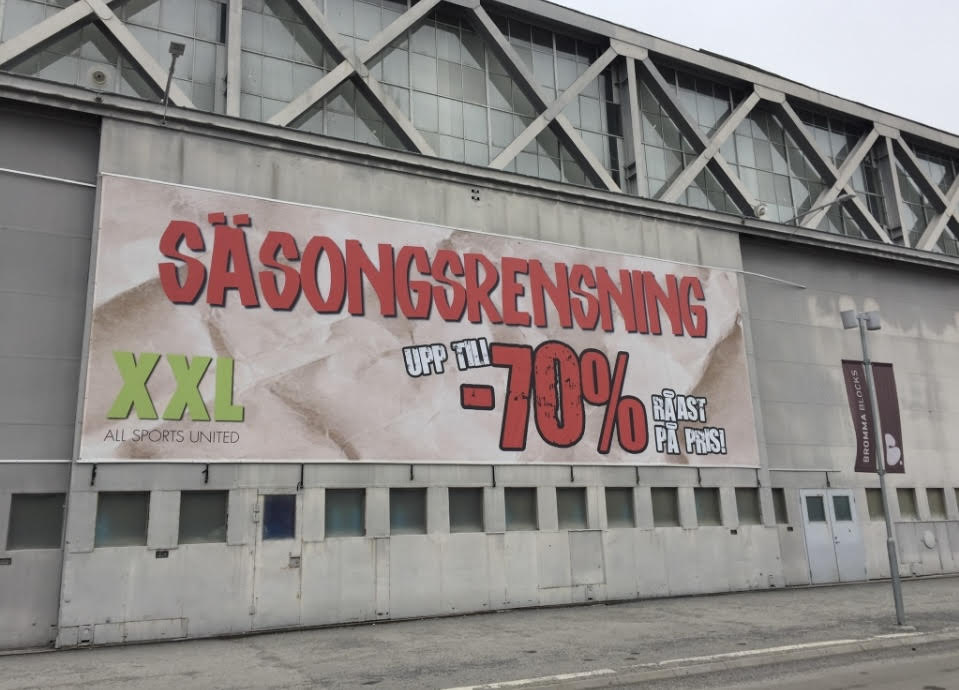 SÄSONGSRENSNING
UPP TILL
-70%
RÅAST
PÅ PRIS!
XXL
ALL SPORTS UNITED
BROMMA BLOCKS